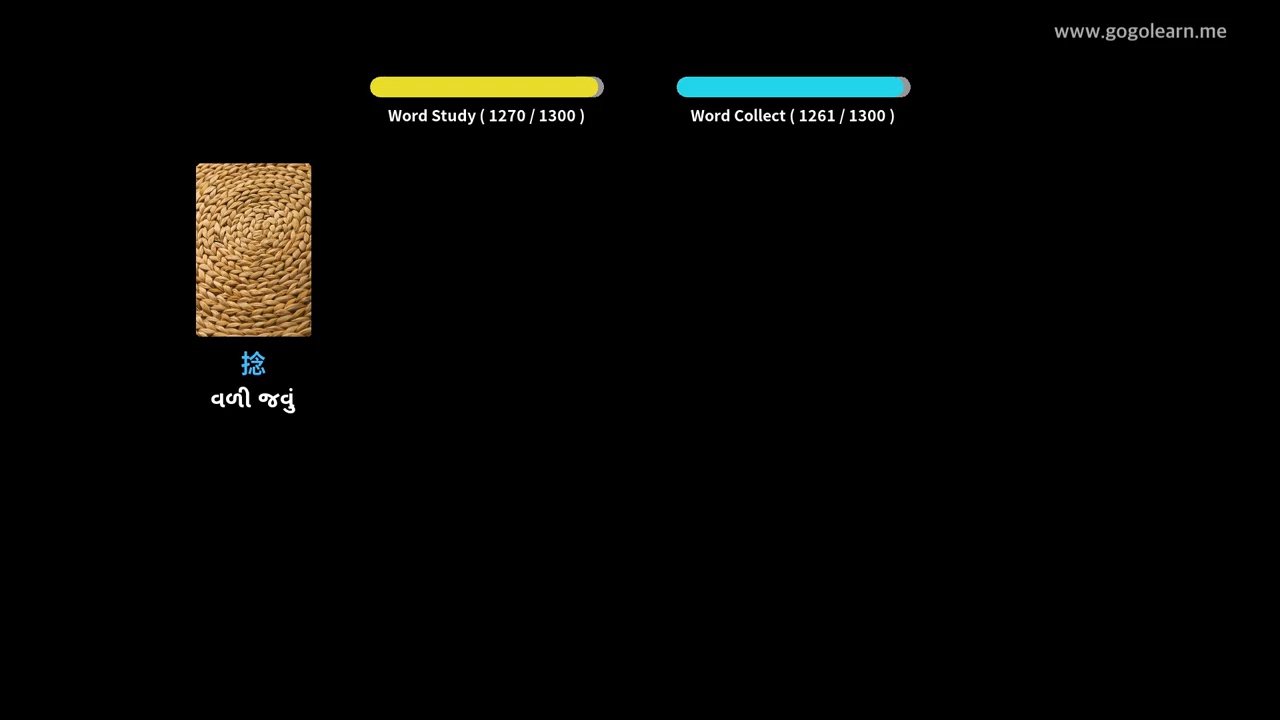 www.gogolearn.me
Word Study ( 1270 / 1300 )
Word Collect ( 1261 / 1300 )
捻
વળી જવું